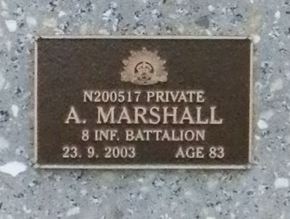 N200517 PRIVATE
A. MARSHALL
8 INF. BATTALION
23. 9. 2003 AGE 83